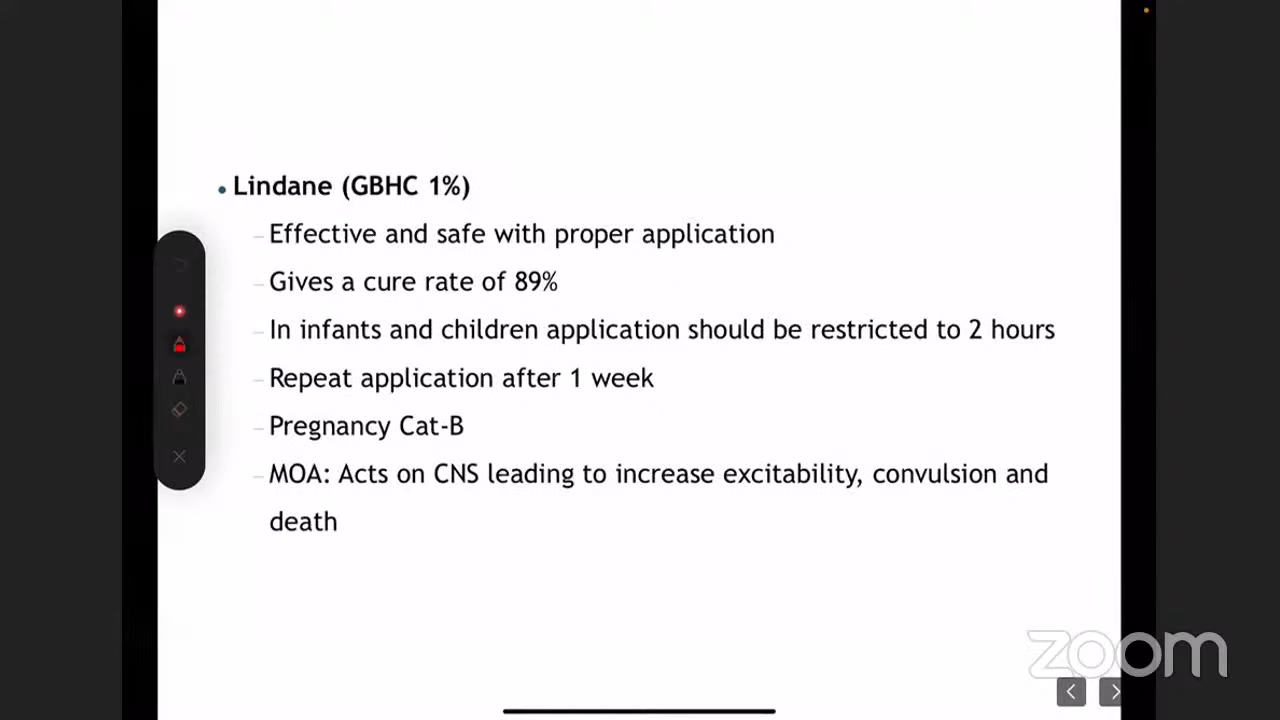 • Lindane (GBHC 1%)
– Effective and safe with proper application
– Gives a cure rate of 89%
– In infants and children application should be restricted to 2 hours
– Repeat application after 1 week
– Pregnancy Cat-B
– MOA: Acts on CNS leading to increase excitability, convulsion and
death
zoom